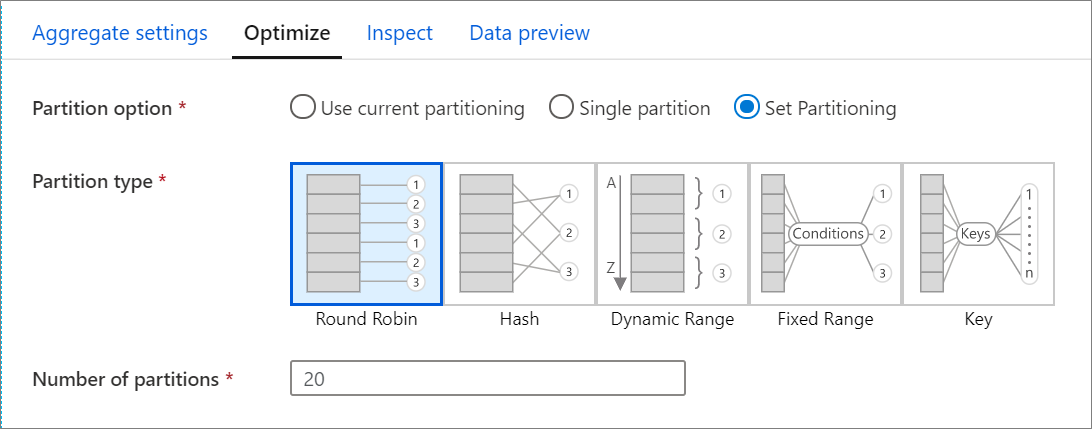 Aggregate settings Optimize Inspect Data preview
Partition option * Use current partitioning Single partition Set Partitioning
Partition type *
1 2 3 1 2 3
1 2 3
A Z 1 2 3
Conditions 1 2 3
Keys 1 n
Round Robin Hash Dynamic Range Fixed Range Key
Number of partitions * 20